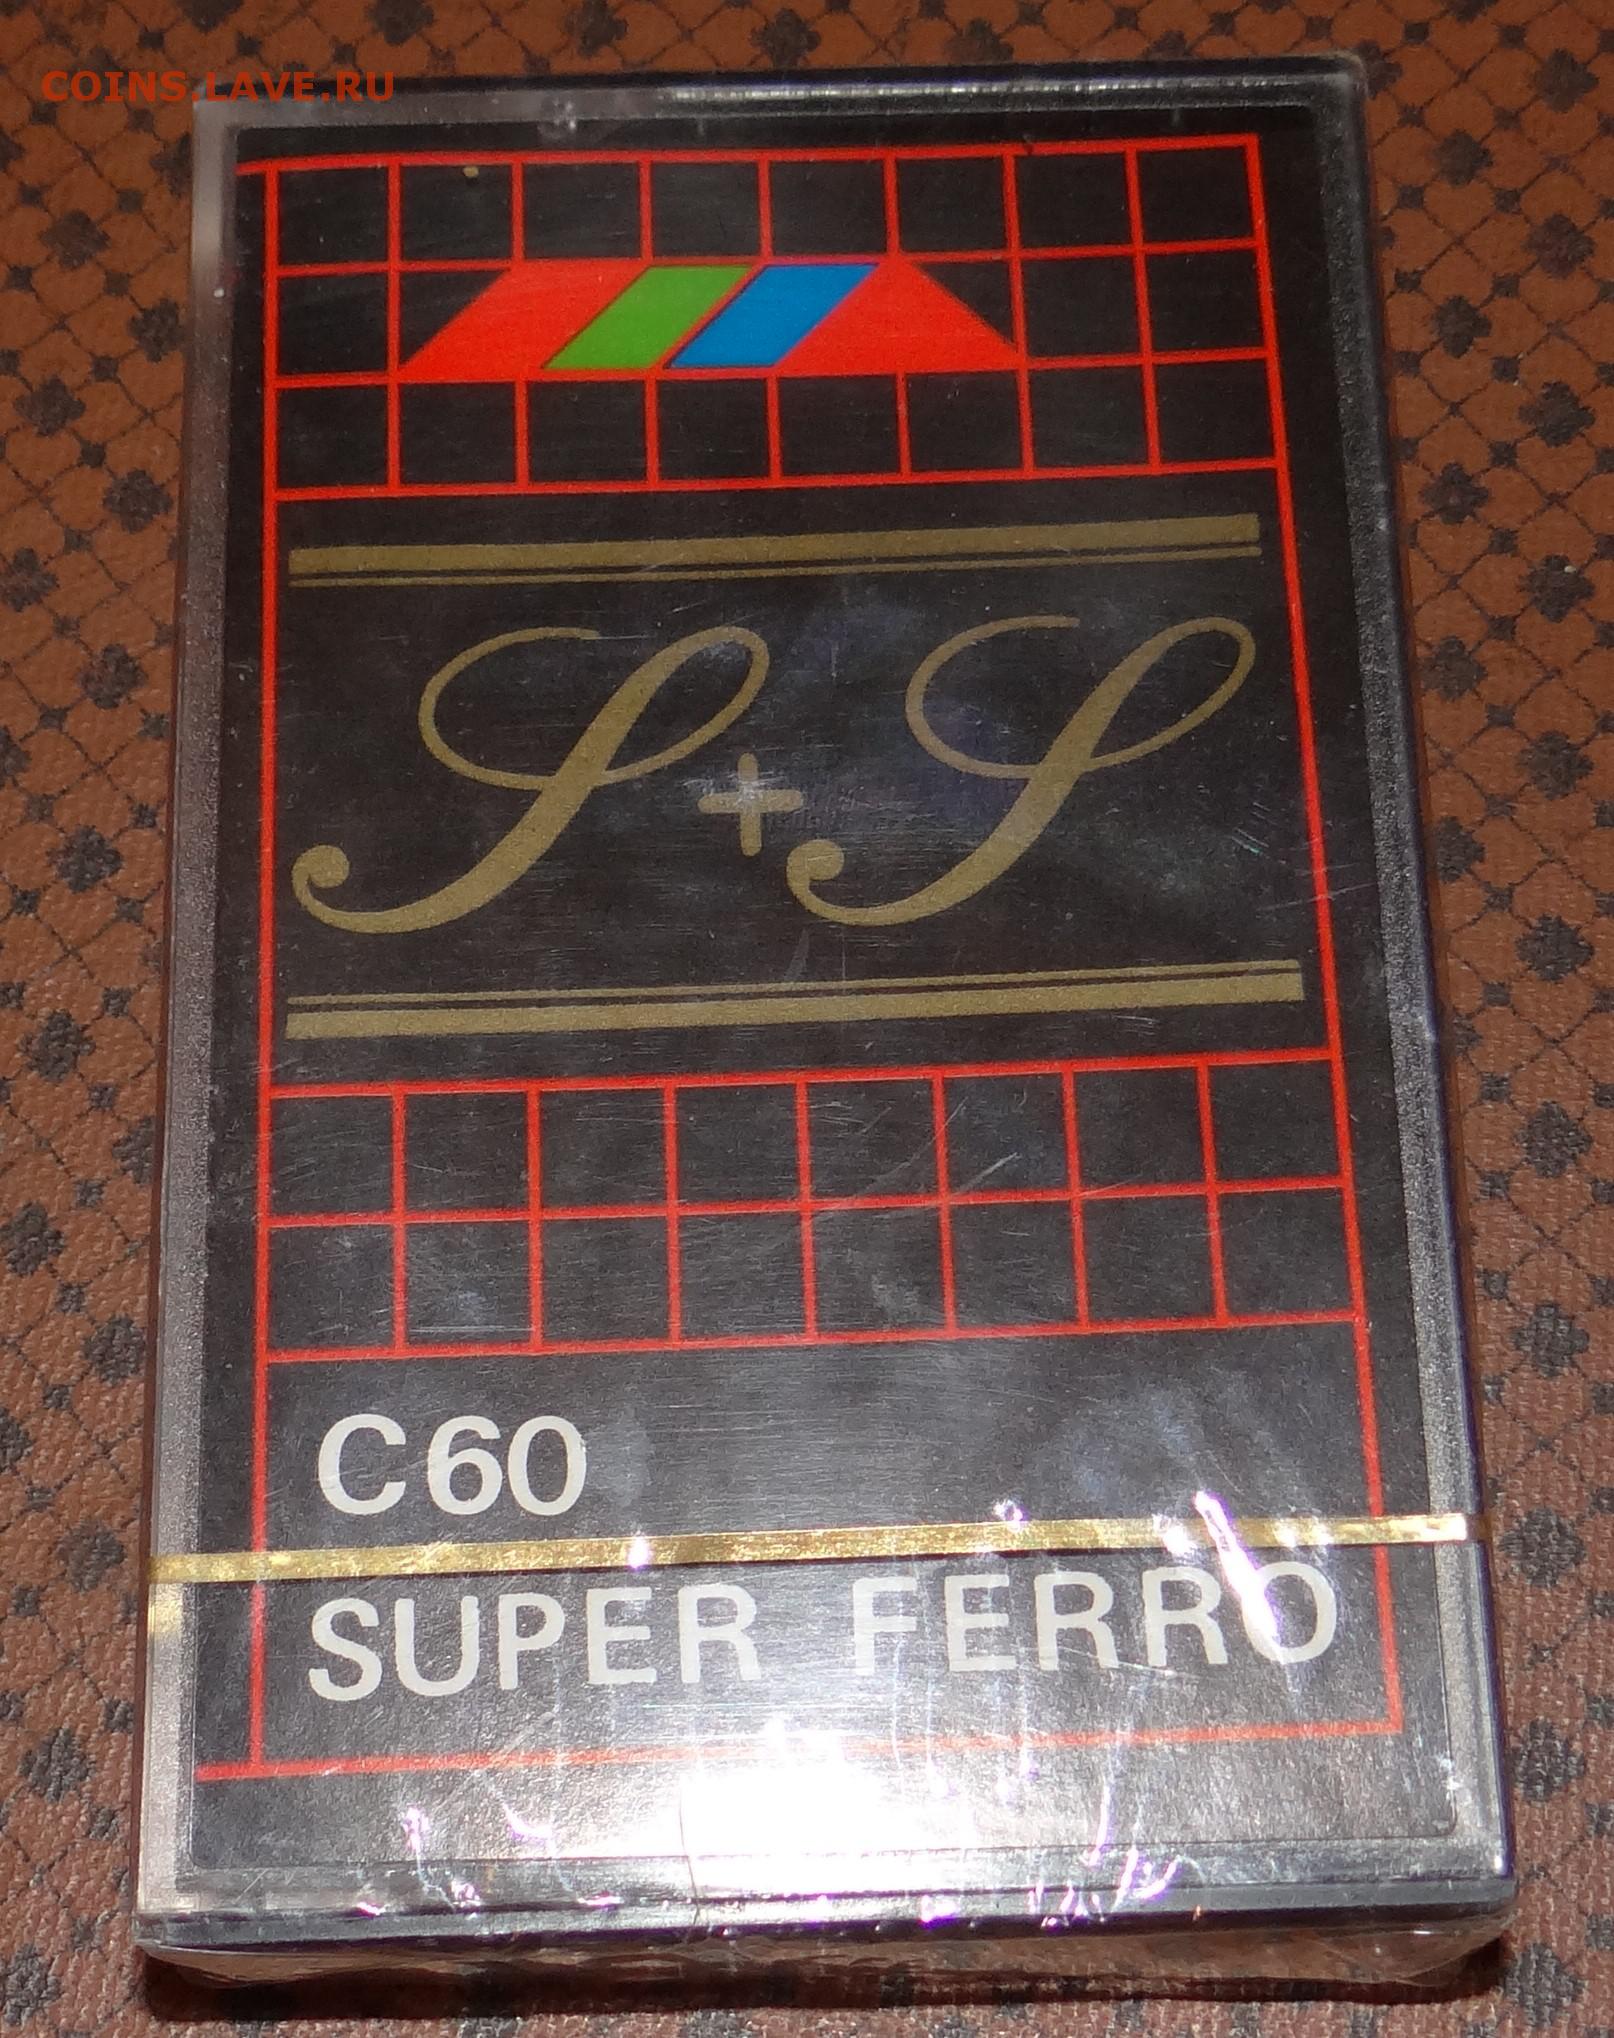 COINS.LAVE.RU
S+S
C60
SUPER FERRO